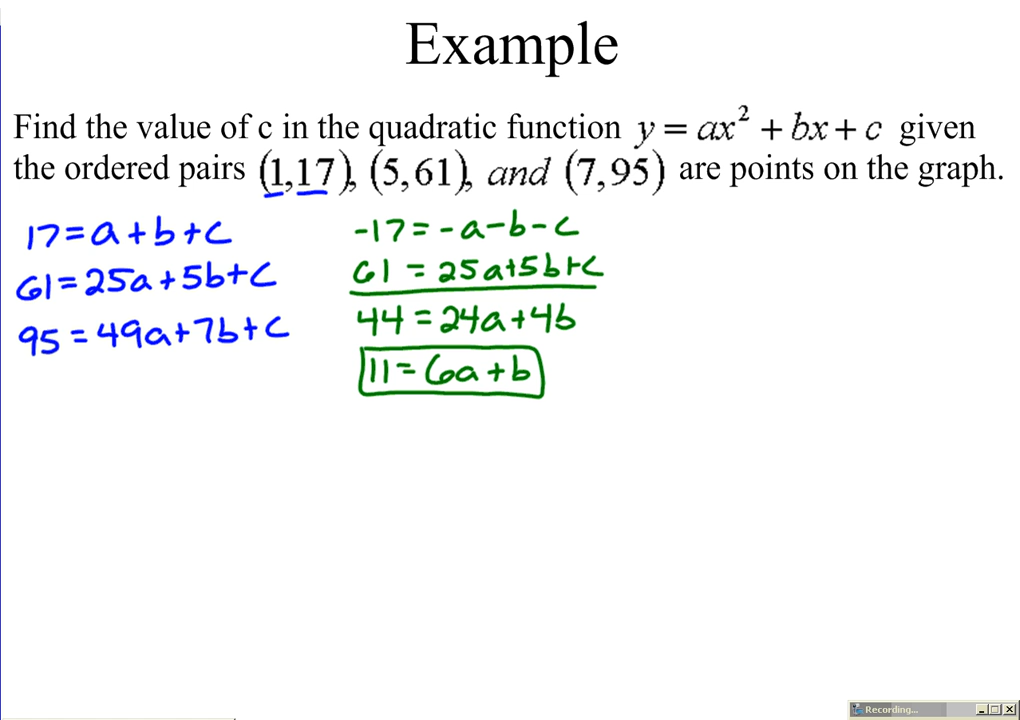 Example
Find the value of c in the quadratic function y = ax² + bx + c given
the ordered pairs (1,17), (5,61), and (7,95) are points on the graph.
17 = a + b + c
61 = 25a + 5b + c
95 = 49a + 7b + c
-17 = -a - b - c
61 = 25a + 5b + c
44 = 24a + 4b
11 = 6a + b
Recording...